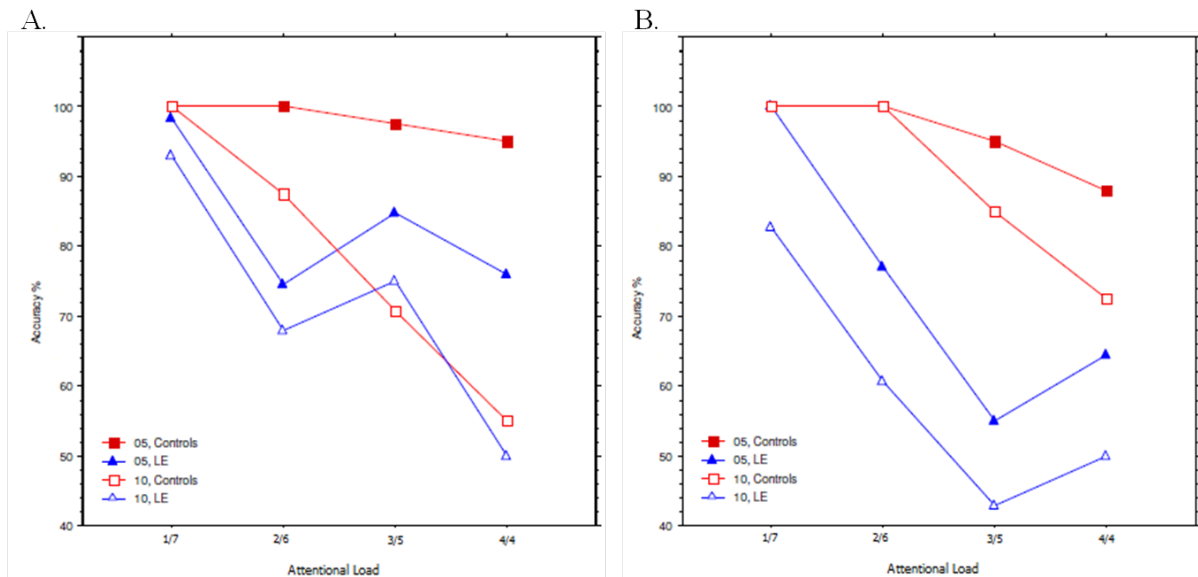 A.
100
90
80
70
60
50
40
Accuracy %
05, Controls
05, LE
10, Controls
10, LE
1/7 2/6 3/5 4/4
Attentional Load
B.
100
90
80
70
60
50
40
Accuracy %
05, Controls
05, LE
10, Controls
10, LE
1/7 2/6 3/5 4/4
Attentional Load